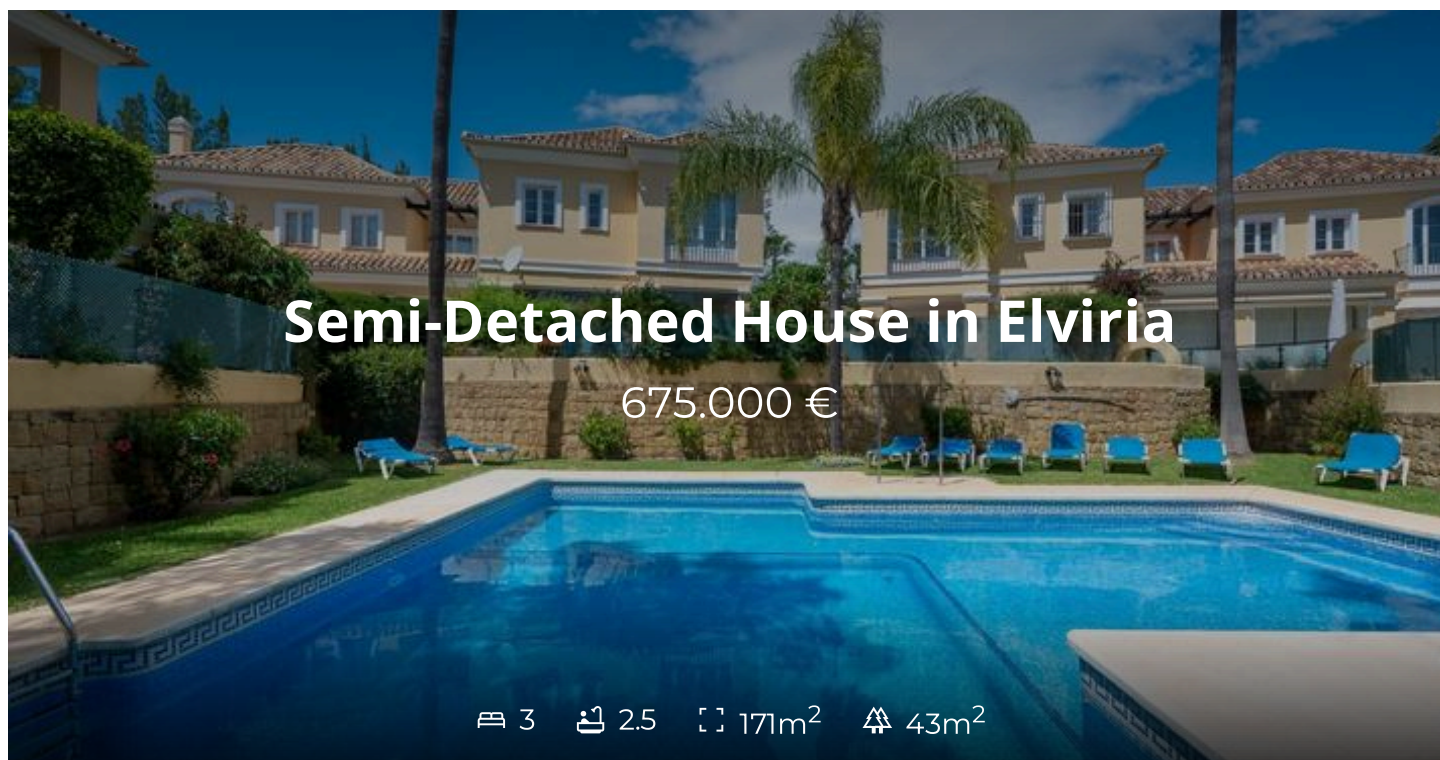 Semi-Detached House in Elviria
675.000 €
3 2.5 171m² 43m²